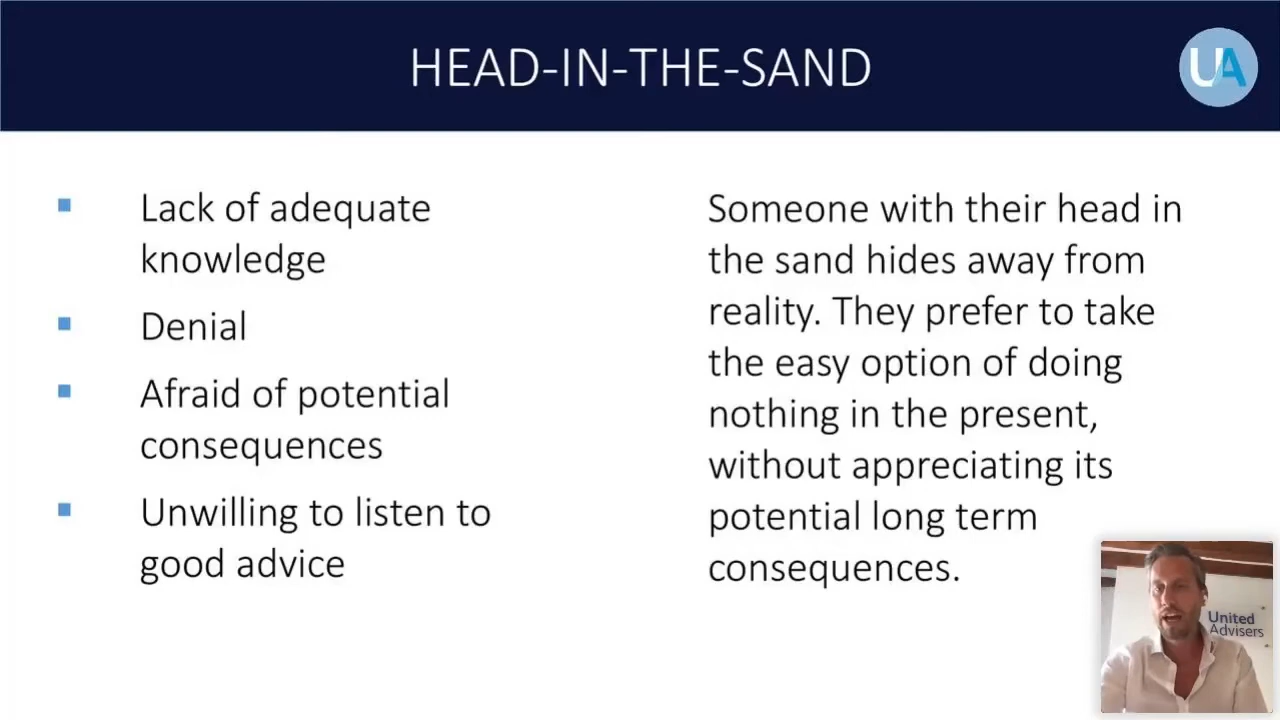 HEAD-IN-THE-SAND
UA
Lack of adequate
knowledge
Denial
Afraid of potential
consequences
Unwilling to listen to
good advice
Someone with their head in
the sand hides away from
reality. They prefer to take
the easy option of doing
nothing in the present,
without appreciating its
potential long term
consequences.
United
Advisers